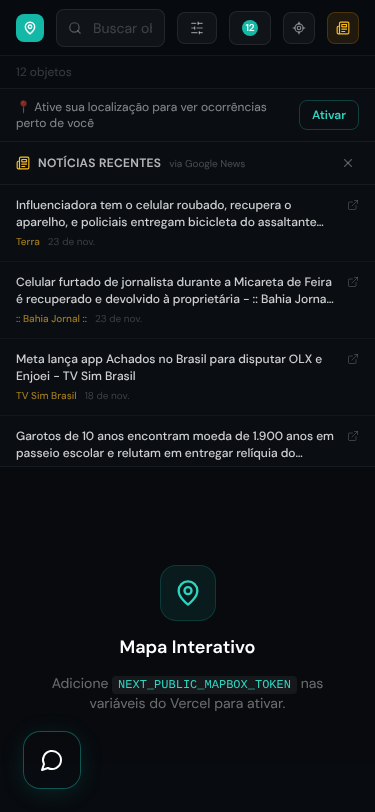 Buscar ol
12
12 objetos
📍 Ative sua localização para ver ocorrências
perto de você
Ativar
NOTÍCIAS RECENTES via Google News
Influenciadora tem o celular roubado, recupera o
aparelho, e policiais entregam bicicleta do assaltante…
Terra 23 de nov.
Celular furtado de jornalista durante a Micareta de Feira
é recuperado e devolvido à proprietária - :: Bahia Jorna…
:: Bahia Jornal :: 23 de nov.
Meta lança app Achados no Brasil para disputar OLX e
Enjoei - TV Sim Brasil
TV Sim Brasil 18 de nov.
Garotos de 10 anos encontram moeda de 1.900 anos em
passeio escolar e relutam em entregar relíquia do…
Mapa Interativo
Adicione NEXT_PUBLIC_MAPBOX_TOKEN nas
variáveis do Vercel para ativar.